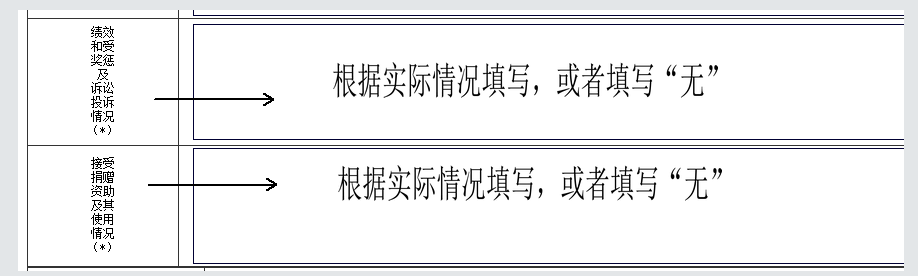 绩效
和受
奖惩
及
诉讼
投诉
情况
(*)
根据实际情况填写，或者填写“无”
接受
捐赠
资助
及其
使用
情况
(*)
根据实际情况填写，或者填写“无”